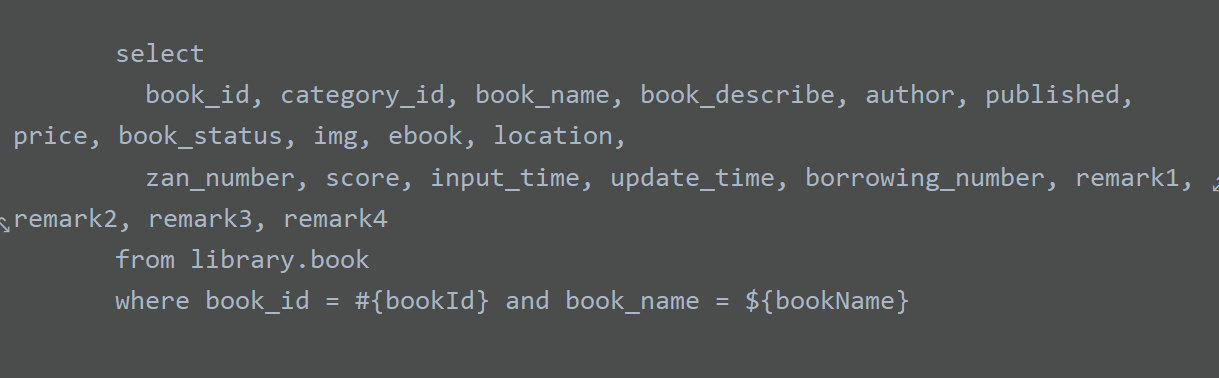 select
book_id, category_id, book_name, book_describe, author, published,
price, book_status, img, ebook, location,
zan_number, score, input_time, update_time, borrowing_number, remark1,
remark2, remark3, remark4
from library.book
where book_id = #{bookId} and book_name = ${bookName}